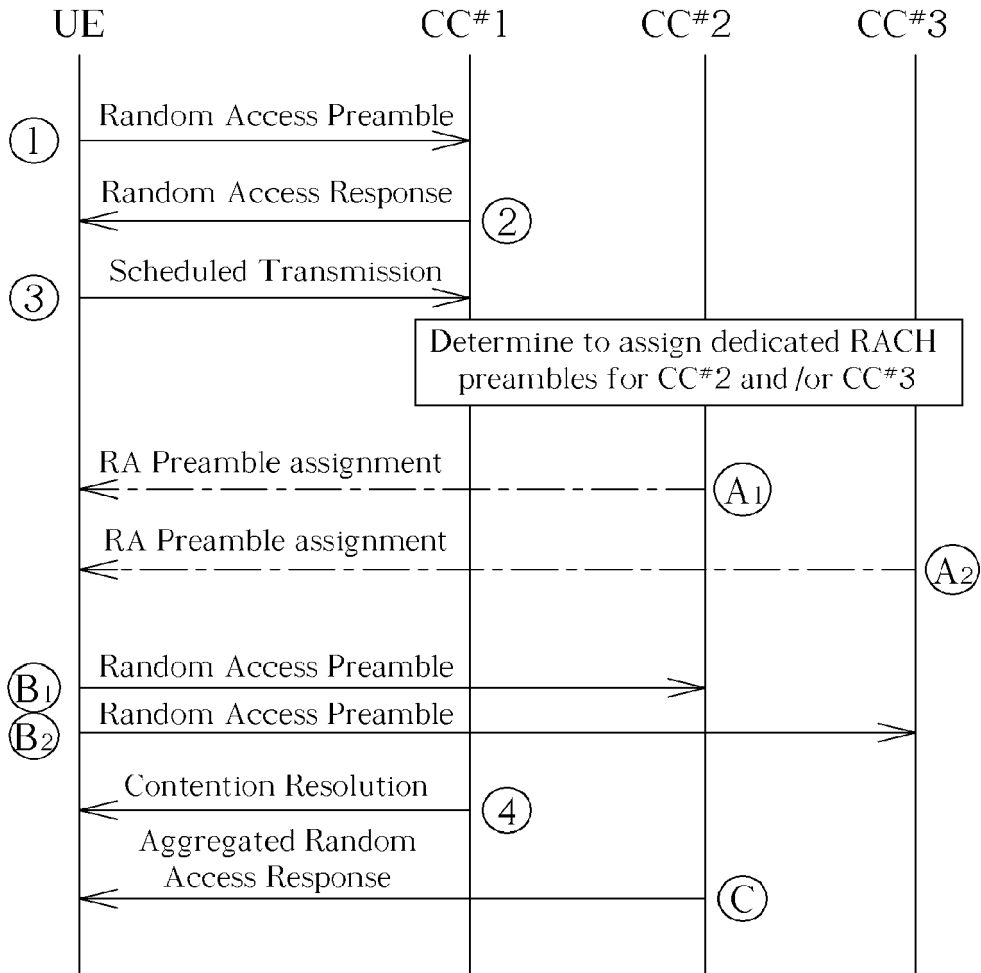 UE CC#1 CC#2 CC#3
Random Access Preamble
1
Random Access Response
2
Scheduled Transmission
3
Determine to assign dedicated RACH
preambles for CC#2 and/or CC#3
RA Preamble assignment
A1
RA Preamble assignment
A2
Random Access Preamble
B1
Random Access Preamble
B2
Contention Resolution
4
Aggregated Random
Access Response
C